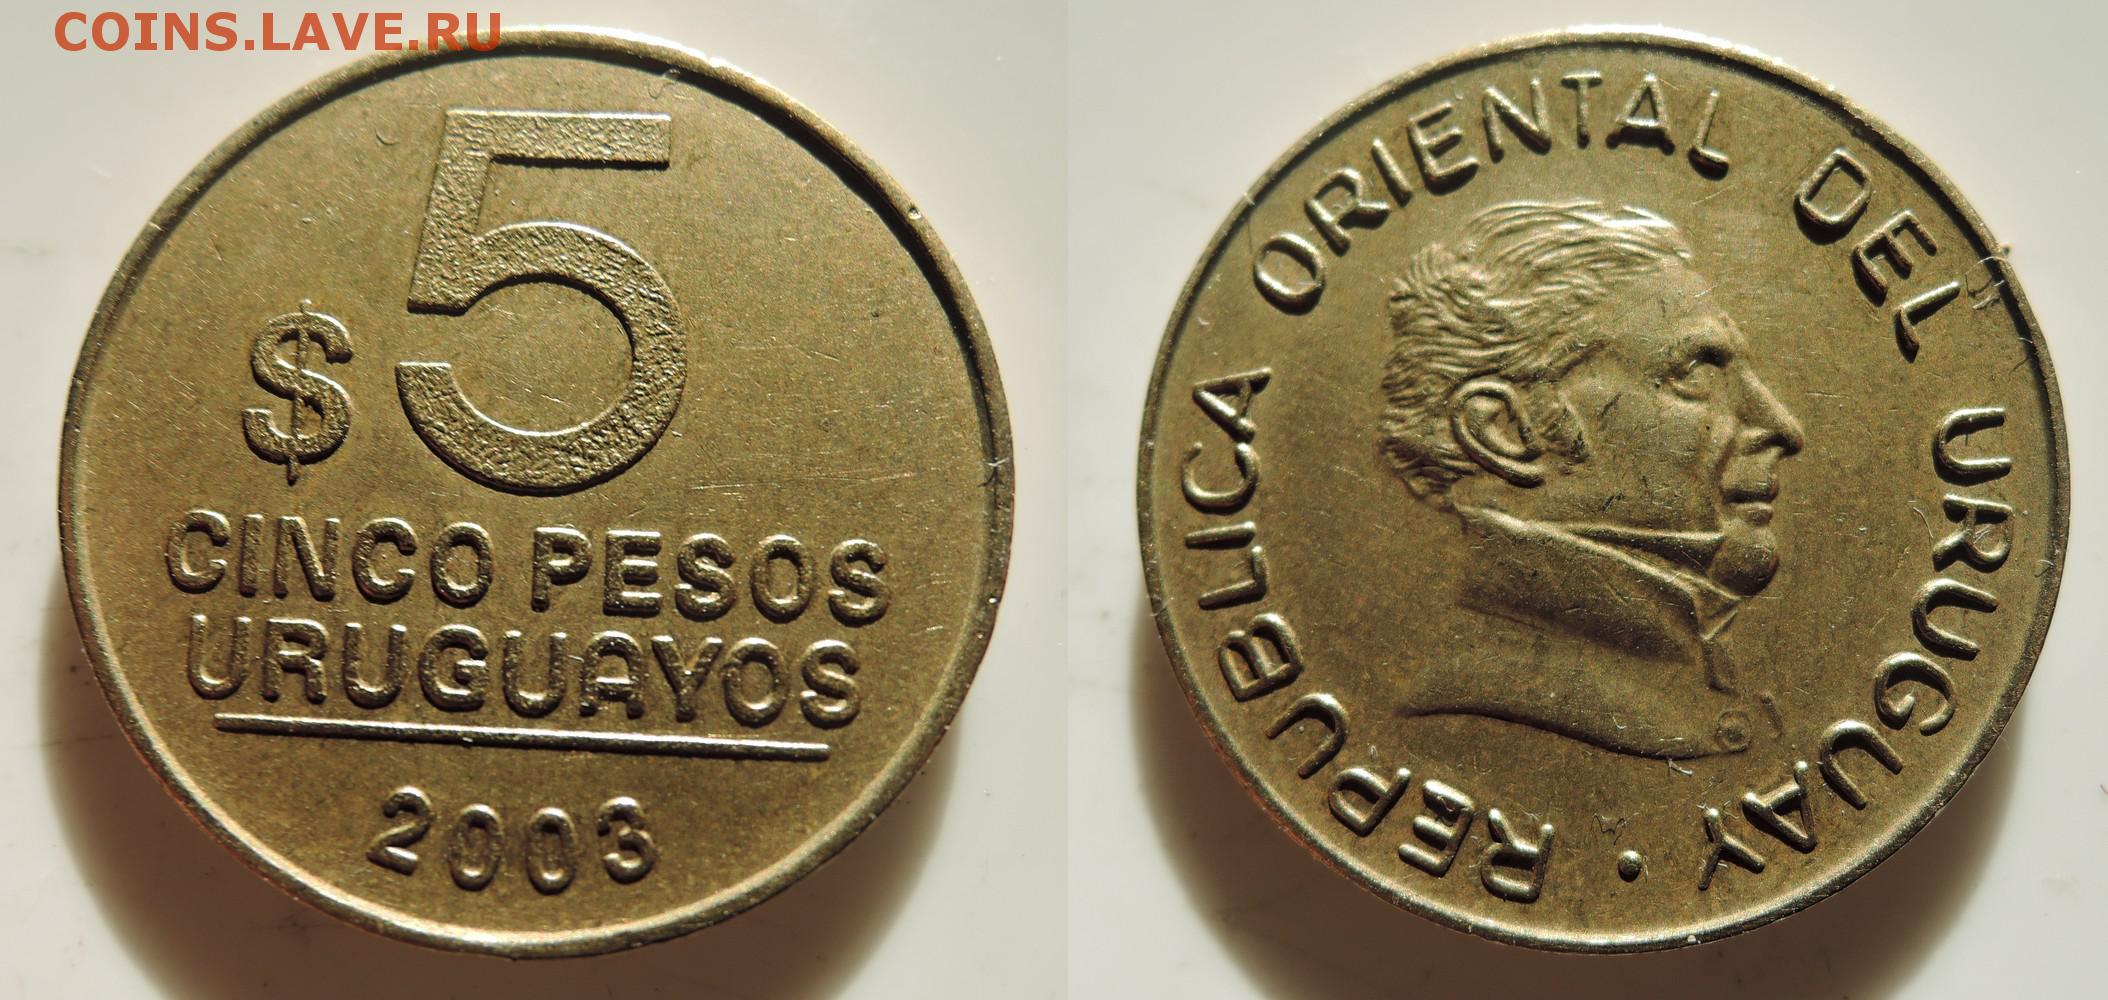 COINS.LAVE.RU
5
$
CINCO PESOS
URUGUAYOS
2003
REPUBLICA ORIENTAL DEL URUGUAY •